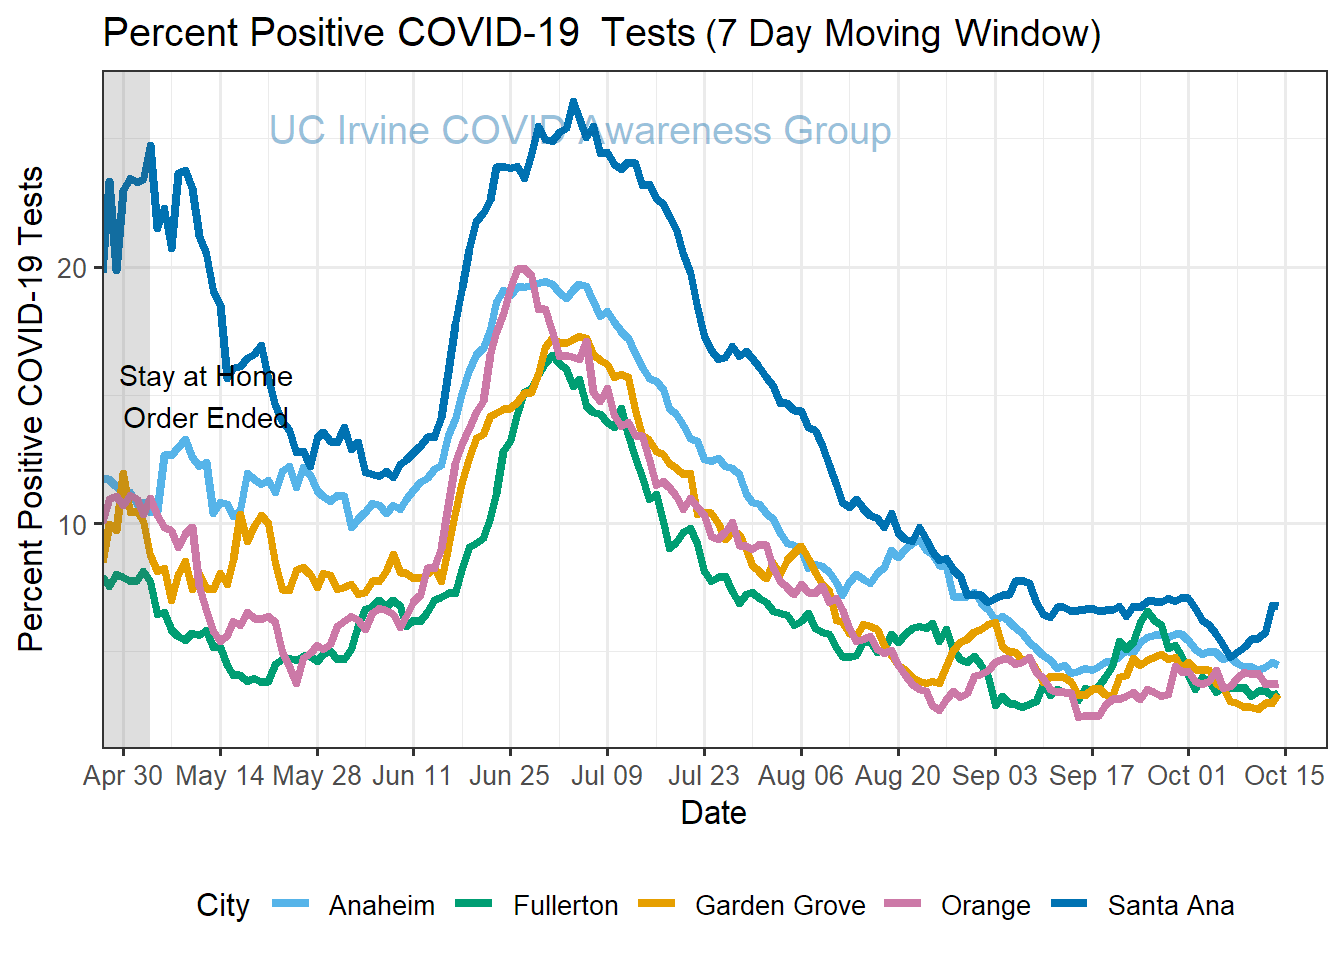 Percent Positive COVID-19  Tests (7 Day Moving Window)
UC Irvine COVID Awareness Group
Percent Positive COVID-19 Tests
20
10
Stay at Home
Order Ended
Apr 30 May 14 May 28 Jun 11 Jun 25 Jul 09 Jul 23 Aug 06 Aug 20 Sep 03 Sep 17 Oct 01 Oct 15
Date
City Anaheim Fullerton Garden Grove Orange Santa Ana